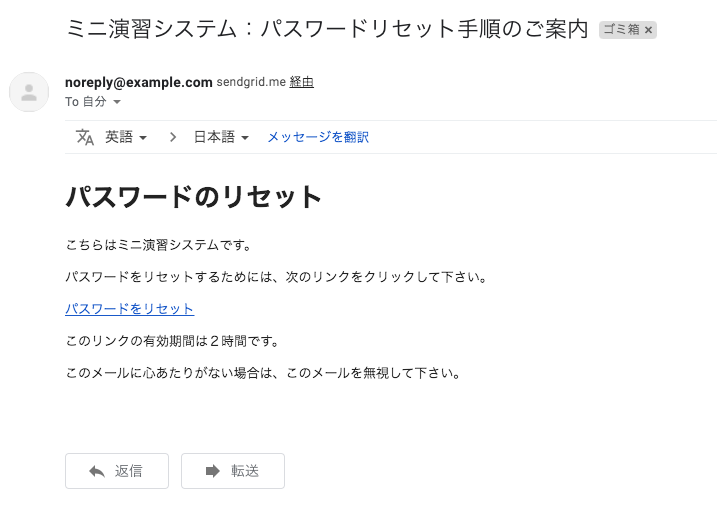 ミニ演習システム：パスワードリセット手順のご案内 ゴミ箱 ×
noreply@example.com sendgrid.me 経由
To 自分
英語 > 日本語 メッセージを翻訳
パスワードのリセット
こちらはミニ演習システムです。
パスワードをリセットするためには、次のリンクをクリックして下さい。
パスワードをリセット
このリンクの有効期間は２時間です。
このメールに心あたりがない場合は、このメールを無視して下さい。
返信 転送